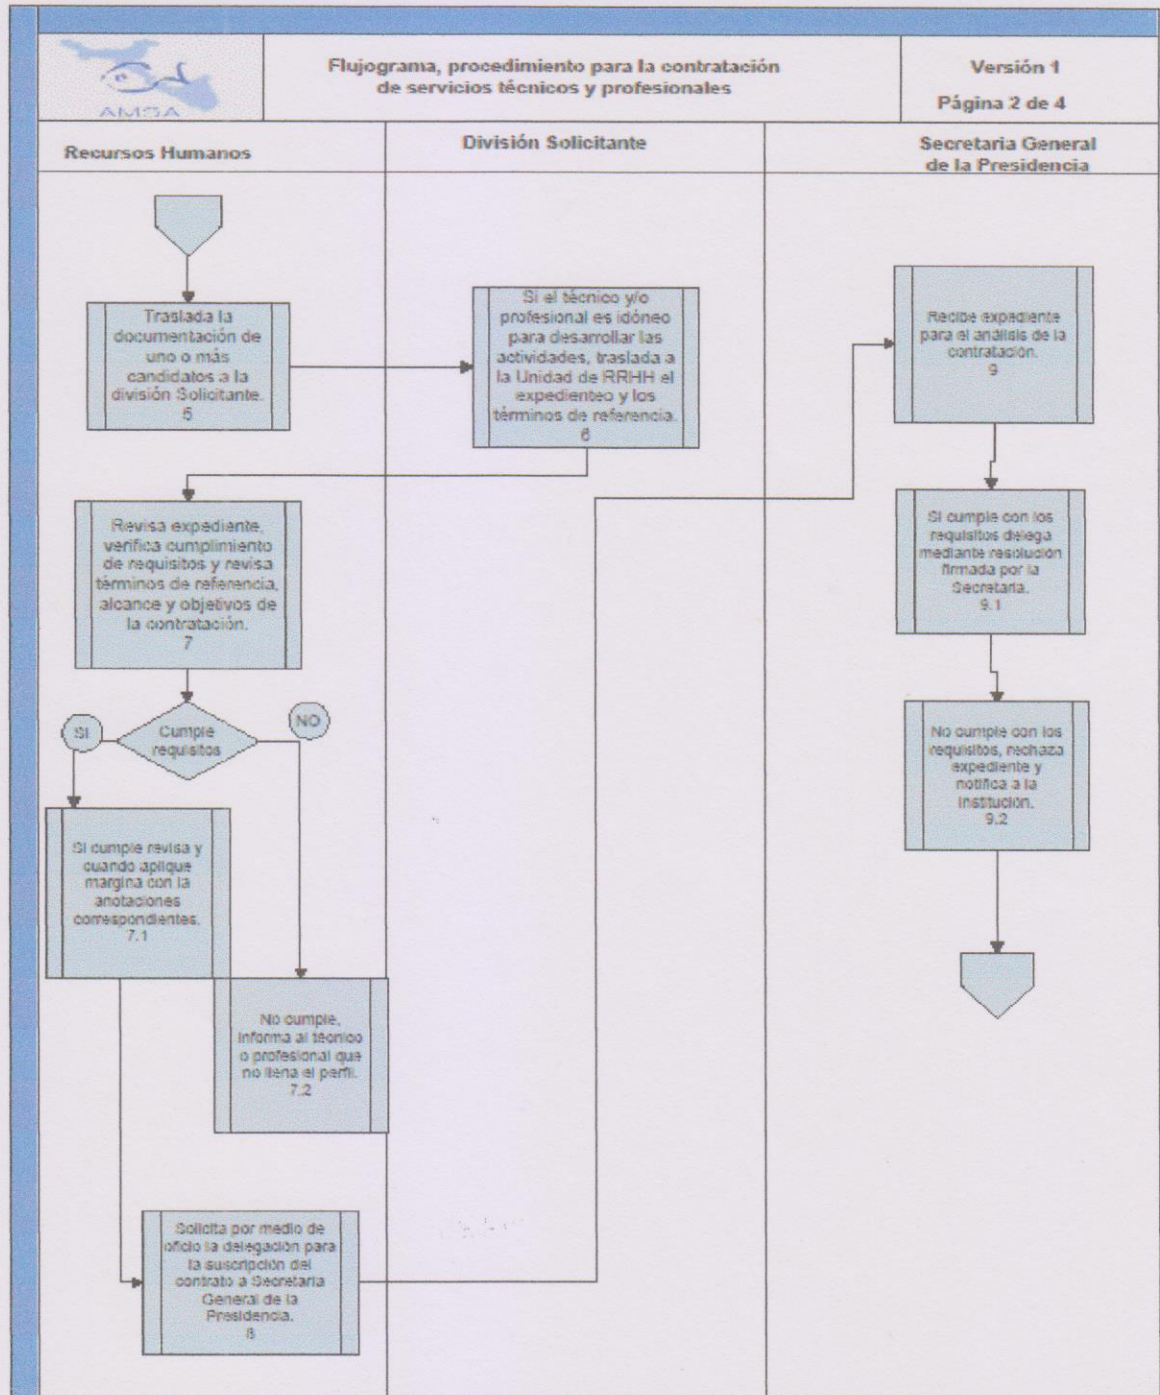 AMSA
Flujograma, procedimiento para la contratación
de servicios técnicos y profesionales
Versión 1
Página 2 de 4
Recursos Humanos
División Solicitante
Secretaria General
de la Presidencia
Traslada la
documentación de
uno o más
candidatos a la
división Solicitante.
5
Si el técnico y/o
profesional es idóneo
para desarrollar las
actividades, traslada a
la Unidad de RRHH el
expedienteo y los
términos de referencia.
6
Recibe expediente
para el análisis de la
contratación.
9
Revisa expediente,
verifica cumplimiento
de requisitos y revisa
términos de referencia,
alcance y objetivos de
la contratación.
7
Si cumple con los
requisitos delega
mediante resolución
firmada por la
Secretaria.
9.1
SI
Cumple
requisitos
NO
No cumple con los
requisitos, rechaza
expediente y
notifica a la
Institución.
9.2
Si cumple revisa y
cuando aplique
margina con la
anotaciones
correspondientes.
7.1
No cumple,
informa al técnico
o profesional que
no llena el perfil.
7.2
Solicita por medio de
oficio la delegación para
la suscripción del
contrato a Secretaria
General de la
Presidencia.
8